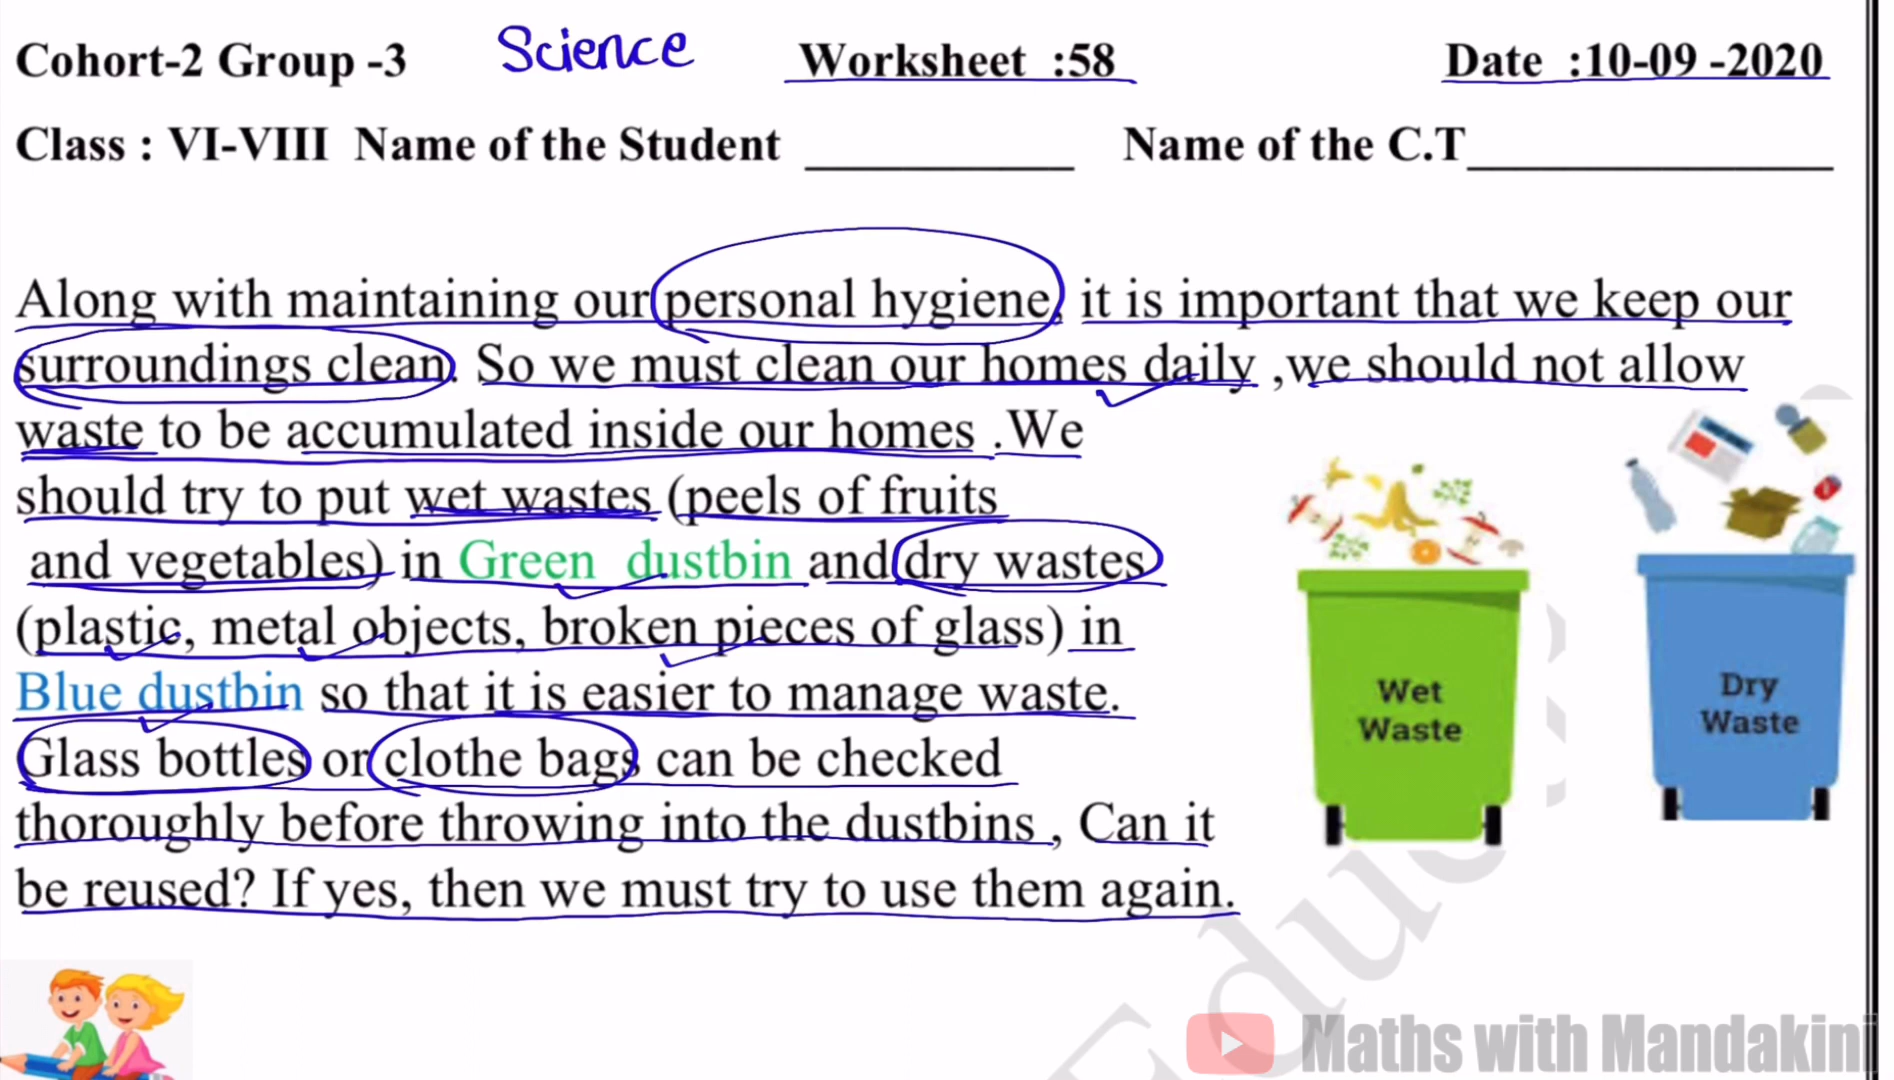 Cohort-2 Group -3 Science Worksheet :58 Date :10-09 -2020
Class : VI-VIII Name of the Student ___________ Name of the C.T_______________
Along with maintaining our personal hygiene, it is important that we keep our
surroundings clean. So we must clean our homes daily ,we should not allow
waste to be accumulated inside our homes .We
should try to put wet wastes (peels of fruits
and vegetables) in Green dustbin and dry wastes
(plastic, metal objects, broken pieces of glass) in
Blue dustbin so that it is easier to manage waste.
Glass bottles or clothe bags can be checked
thoroughly before throwing into the dustbins , Can it
be reused? If yes, then we must try to use them again.
Wet
Waste
Dry
Waste
Maths with Mandakini